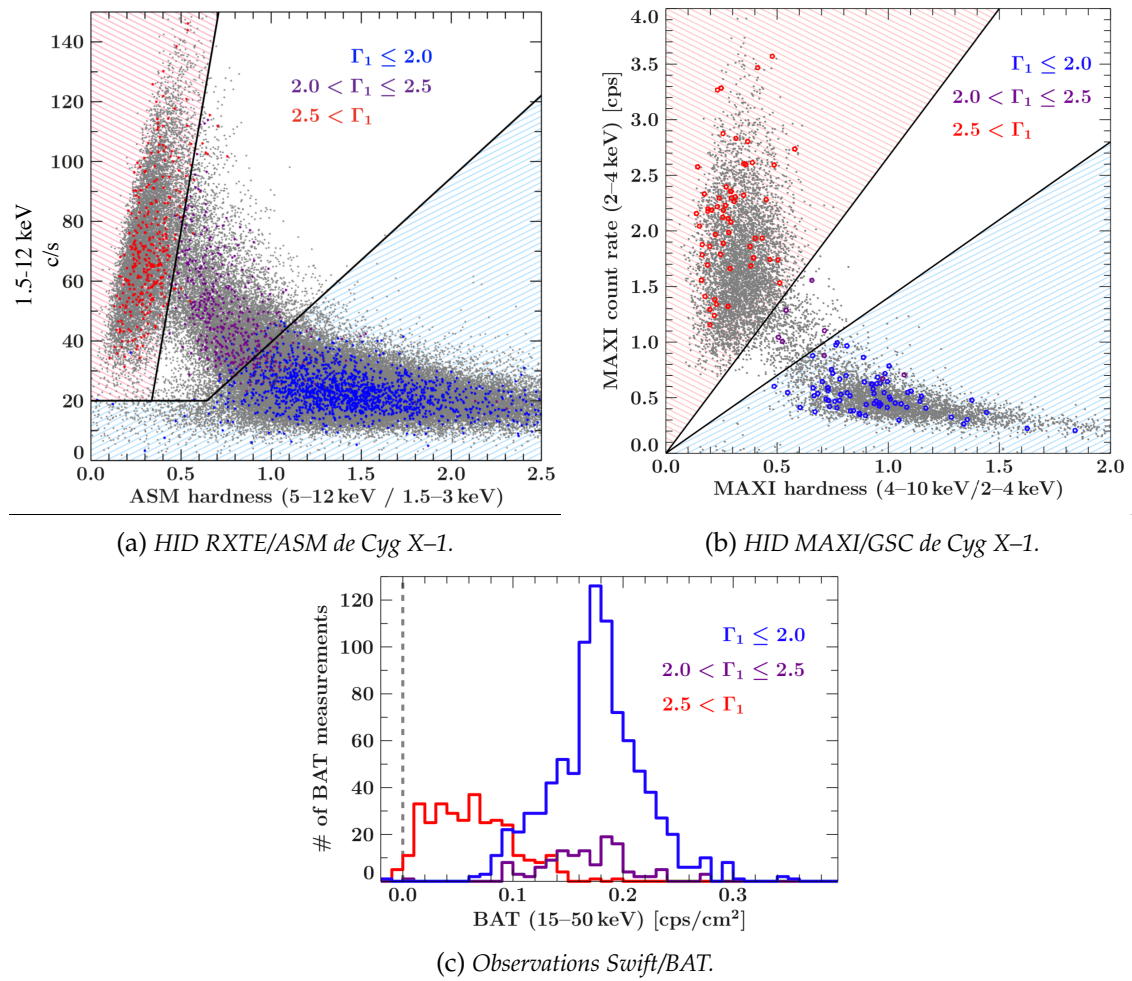 140
120
100
80
60
40
20
0
1.5-12 keV
c/s
Γ₁ ≤ 2.0
2.0 < Γ₁ ≤ 2.5
2.5 < Γ₁
0.0 0.5 1.0 1.5 2.0 2.5
ASM hardness (5–12 keV / 1.5–3 keV)
(a) HID RXTE/ASM de Cyg X–1.
4.0
3.5
3.0
2.5
2.0
1.5
1.0
0.5
0.0
MAXI count rate (2–4 keV) [cps]
Γ₁ ≤ 2.0
2.0 < Γ₁ ≤ 2.5
2.5 < Γ₁
0.0 0.5 1.0 1.5 2.0
MAXI hardness (4–10 keV/2–4 keV)
(b) HID MAXI/GSC de Cyg X–1.
120
100
80
60
40
20
0
# of BAT measurements
Γ₁ ≤ 2.0
2.0 < Γ₁ ≤ 2.5
2.5 < Γ₁
0.0 0.1 0.2 0.3
BAT (15–50 keV) [cps/cm²]
(c) Observations Swift/BAT.